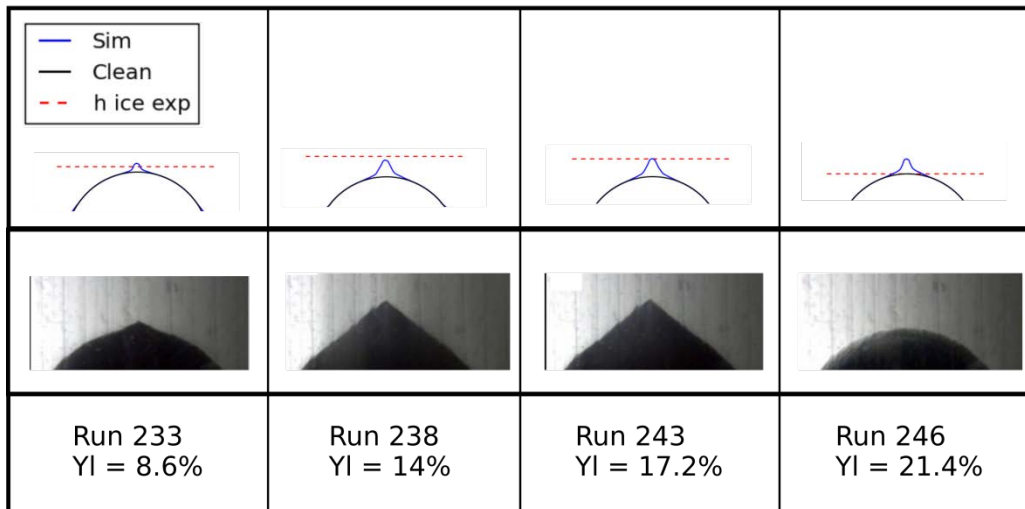 Sim
Clean
h ice exp
Run 233
Yl = 8.6%
Run 238
Yl = 14%
Run 243
Yl = 17.2%
Run 246
Yl = 21.4%